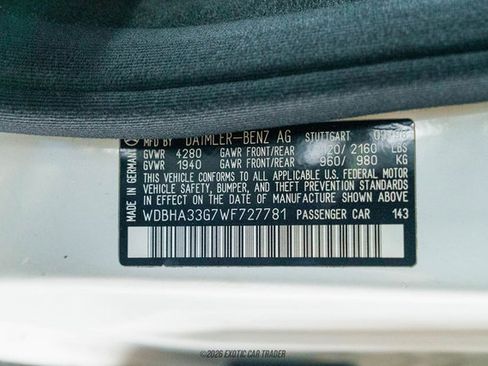 MADE IN GERMANY
MFD BY DAIMLER-BENZ AG STUTTGART
GVWR 4280 GAWR FRONT/REAR 2120/2160 LBS
GVWR 1940 GAWR FRONT/REAR 960/980 KG
THIS VEHICLE CONFORMS TO ALL APPLICABLE U.S. FEDERAL MOTOR
VEHICLE SAFETY, BUMPER, AND THEFT PREVENTION STANDARDS
IN EFFECT ON THE DATE OF MANUFACTURE SHOWN ABOVE.
WDBHA33G7WF727781 PASSENGER CAR 143
©2026 EXOTIC CAR TRADER